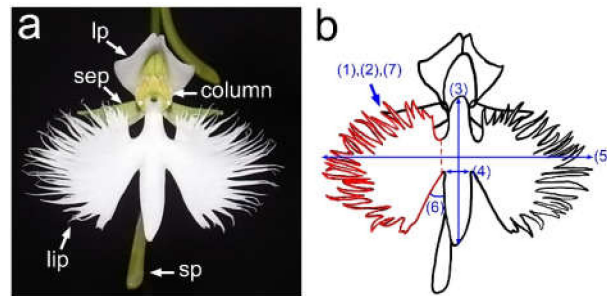 a
lp
sep
column
lip
sp
b
(1),(2),(7)
(3)
(5
(4)
(6)